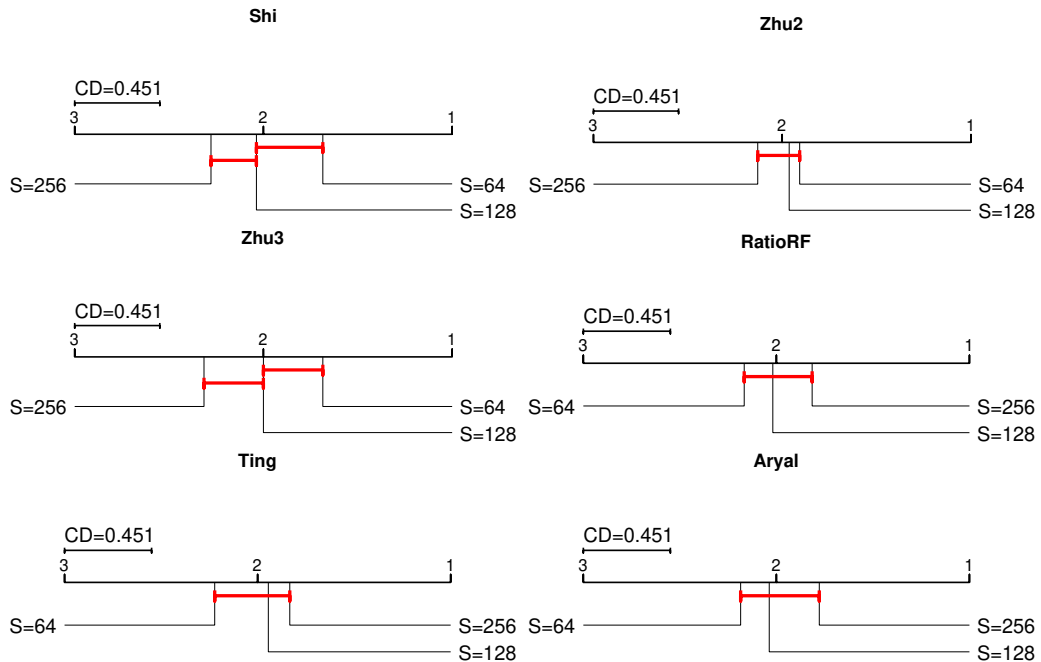 Shi
CD=0.451
3 2 1
S=256 S=64
S=128
Zhu2
CD=0.451
3 2 1
S=256 S=64
S=128
Zhu3
CD=0.451
3 2 1
S=256 S=64
S=128
RatioRF
CD=0.451
3 2 1
S=64 S=256
S=128
Ting
CD=0.451
3 2 1
S=64 S=256
S=128
Aryal
CD=0.451
3 2 1
S=64 S=256
S=128